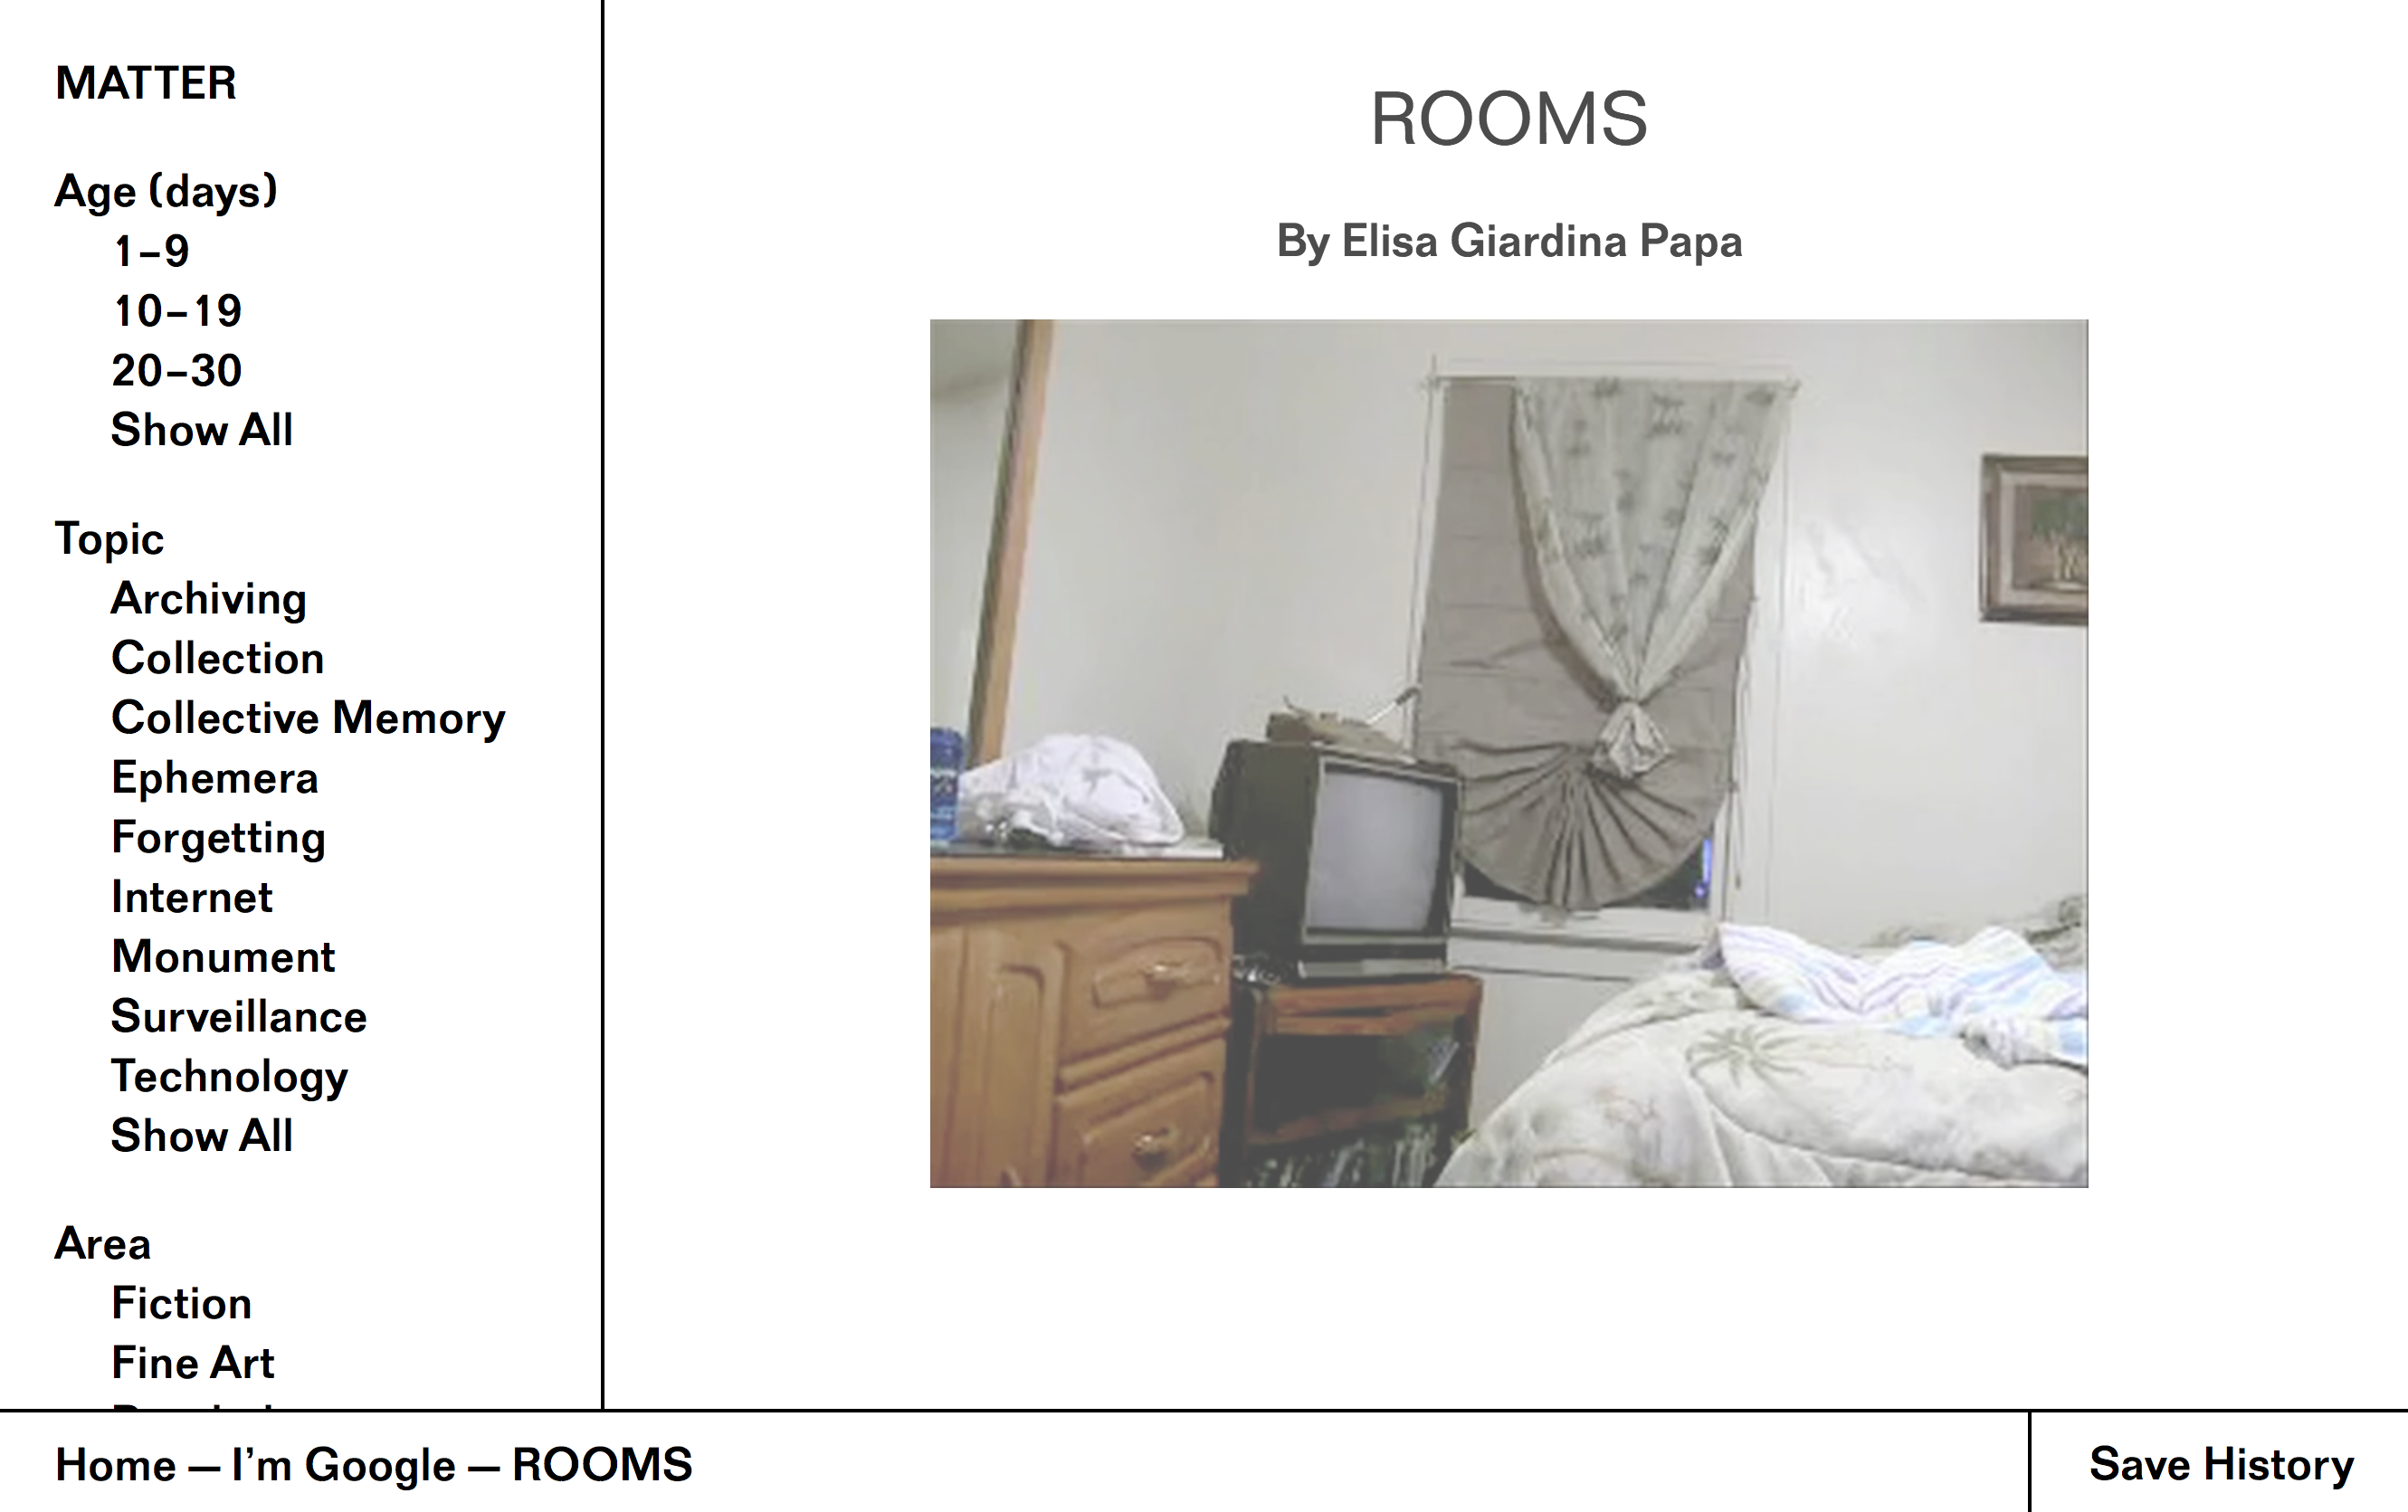 MATTER
Age (days)
1–9
10–19
20–30
Show All
Topic
Archiving
Collection
Collective Memory
Ephemera
Forgetting
Internet
Monument
Surveillance
Technology
Show All
Area
Fiction
Fine Art
ROOMS
By Elisa Giardina Papa
Home — I’m Google — ROOMS
Save History